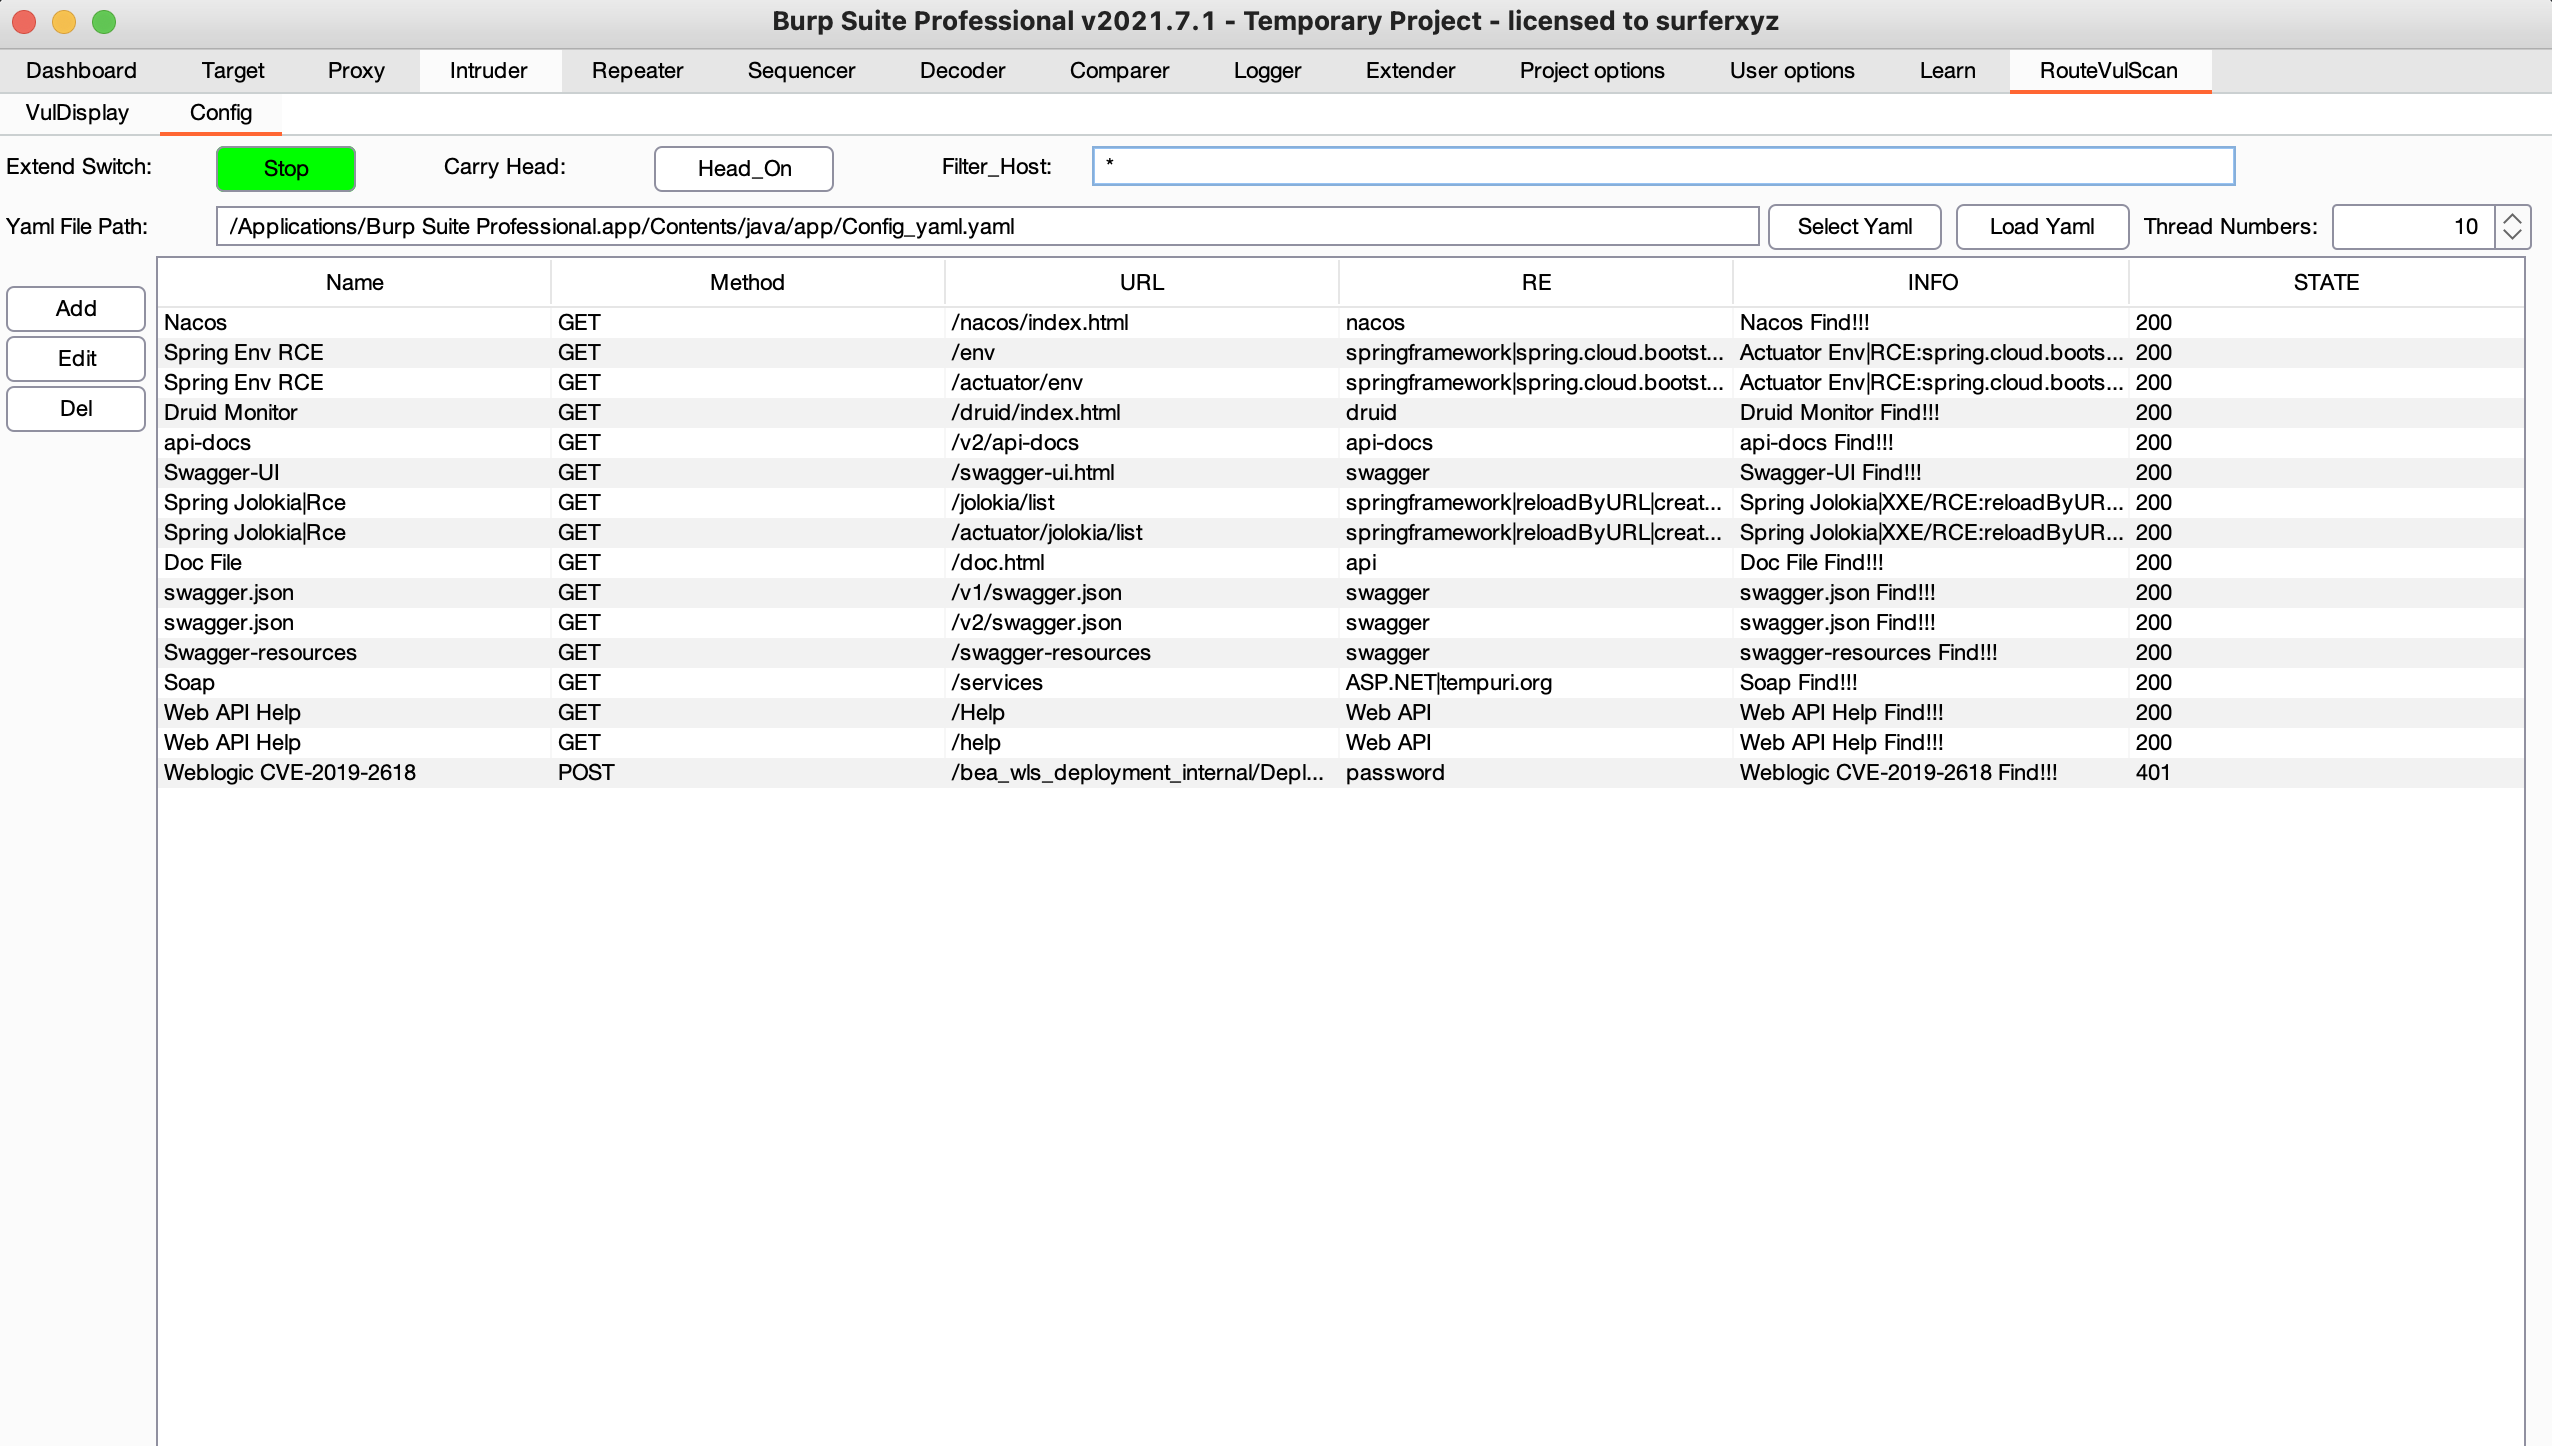 Burp Suite Professional v2021.7.1 - Temporary Project - licensed to surferxyz
Dashboard Target Proxy Intruder Repeater Sequencer Decoder Comparer Logger Extender Project options User options Learn RouteVulScan
VulDisplay Config
Extend Switch: Stop Carry Head: Head_On Filter_Host: *
Yaml File Path: /Applications/Burp Suite Professional.app/Contents/java/app/Config_yaml.yaml Select Yaml Load Yaml Thread Numbers: 10
Add
Edit
Del
Name Method URL RE INFO STATE
Nacos GET /nacos/index.html nacos Nacos Find!!! 200
Spring Env RCE GET /env springframework|spring.cloud.bootst... Actuator Env|RCE:spring.cloud.boots... 200
Spring Env RCE GET /actuator/env springframework|spring.cloud.bootst... Actuator Env|RCE:spring.cloud.boots... 200
Druid Monitor GET /druid/index.html druid Druid Monitor Find!!! 200
api-docs GET /v2/api-docs api-docs api-docs Find!!! 200
Swagger-UI GET /swagger-ui.html swagger Swagger-UI Find!!! 200
Spring Jolokia|Rce GET /jolokia/list springframework|reloadByURL|creat... Spring Jolokia|XXE/RCE:reloadByUR... 200
Spring Jolokia|Rce GET /actuator/jolokia/list springframework|reloadByURL|creat... Spring Jolokia|XXE/RCE:reloadByUR... 200
Doc File GET /doc.html api Doc File Find!!! 200
swagger.json GET /v1/swagger.json swagger swagger.json Find!!! 200
swagger.json GET /v2/swagger.json swagger swagger.json Find!!! 200
Swagger-resources GET /swagger-resources swagger swagger-resources Find!!! 200
Soap GET /services ASP.NET|tempuri.org Soap Find!!! 200
Web API Help GET /Help Web API Web API Help Find!!! 200
Web API Help GET /help Web API Web API Help Find!!! 200
Weblogic CVE-2019-2618 POST /bea_wls_deployment_internal/Depl... password Weblogic CVE-2019-2618 Find!!! 401